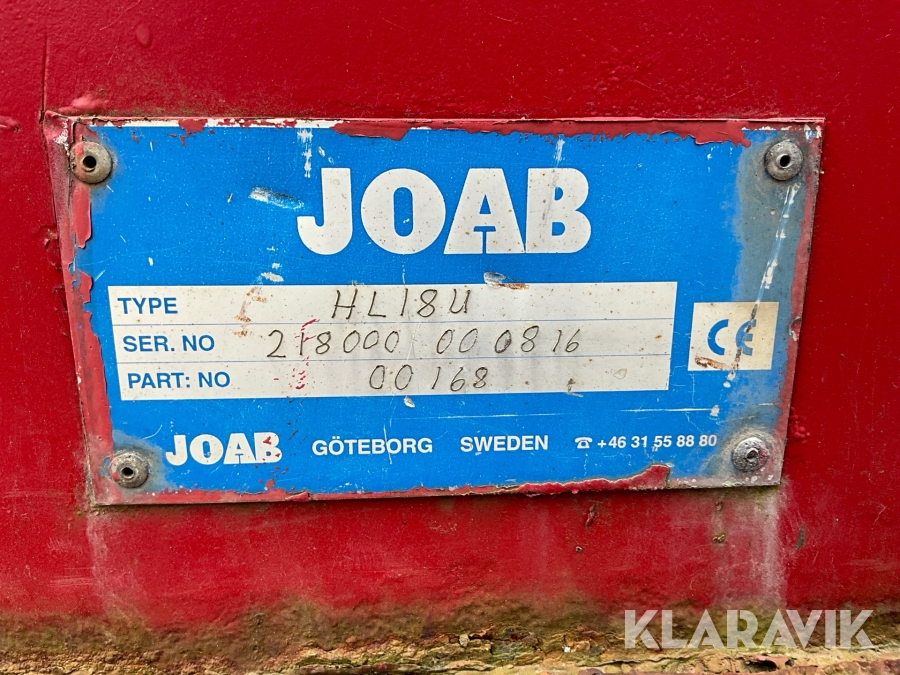 JOAB
TYPE HL18U
SER. NO 218000 000816
PART: NO 00168
CE
JOAB GÖTEBORG SWEDEN ☎ +46 31 55 88 80
KLARAVIK